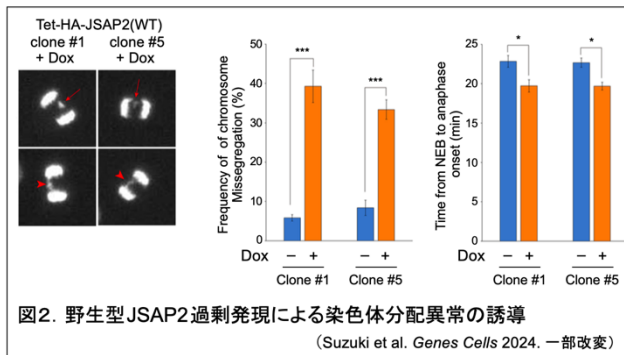 Tet-HA-JSAP2(WT)
clone #1 clone #5
+ Dox + Dox
Frequency of of chromosome
Missegregation (%)
50
40
30
20
10
0
***
***
Dox − + − +
Clone #1 Clone #5
Time from NEB to anaphase
onset (min)
25
20
15
10
5
0
*
*
Dox − + − +
Clone #1 Clone #5
図2. 野生型JSAP2過剰発現による染色体分配異常の誘導
(Suzuki et al. Genes Cells 2024. 一部改変)